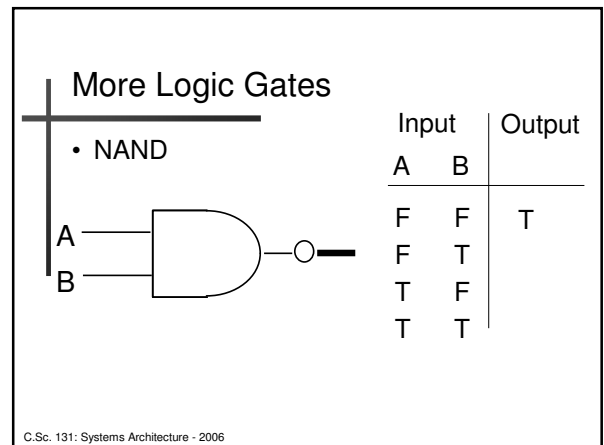 More Logic Gates
• NAND
A
B
Input Output
A B
F F T
F T
T F
T T
C.Sc. 131: Systems Architecture - 2006